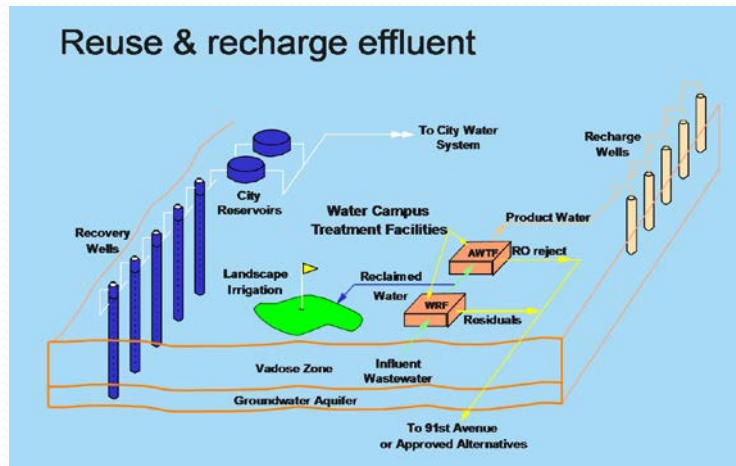 Reuse & recharge effluent
To City Water
System
Recharge
Wells
City
Reservoirs
Recovery
Wells
Water Campus
Treatment Facilities
Product Water
AWTF
RO reject
Landscape
Irrigation
Reclaimed
Water
WRF
Residuals
Vadose Zone
Influent
Wastewater
Groundwater Aquifer
To 91st Avenue
or Approved Alternatives